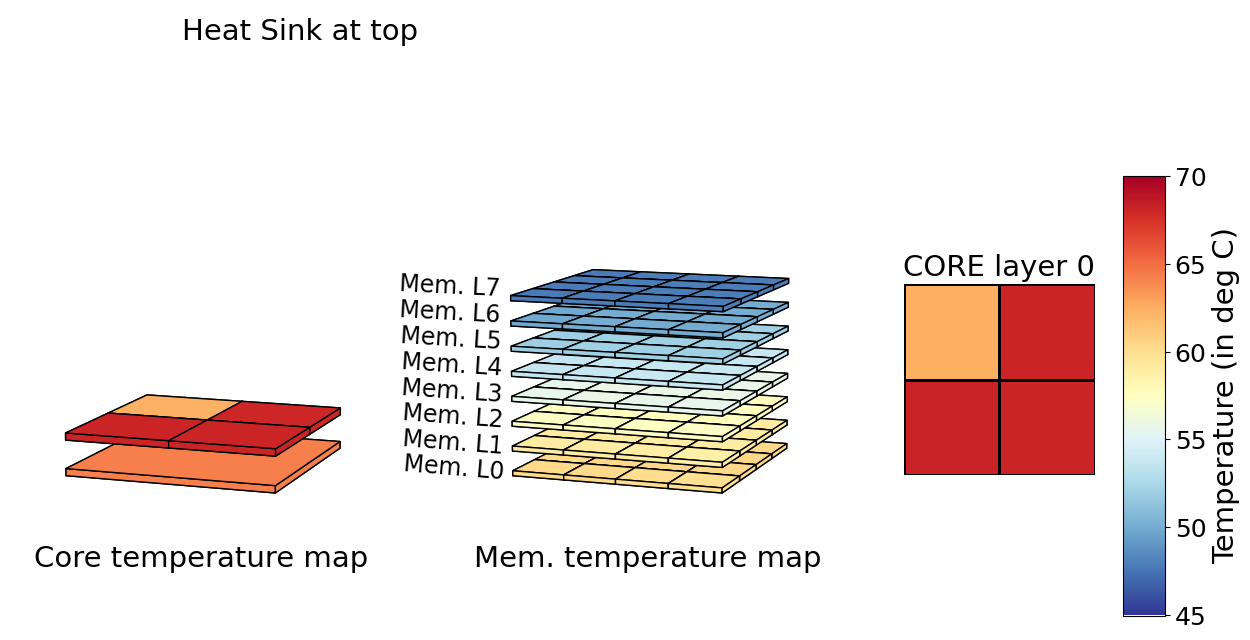 Heat Sink at top
Mem. L7
Mem. L6
Mem. L5
Mem. L4
Mem. L3
Mem. L2
Mem. L1
Mem. L0
Core temperature map
Mem. temperature map
CORE layer 0
70
65
60
55
50
45
Temperature (in deg C)